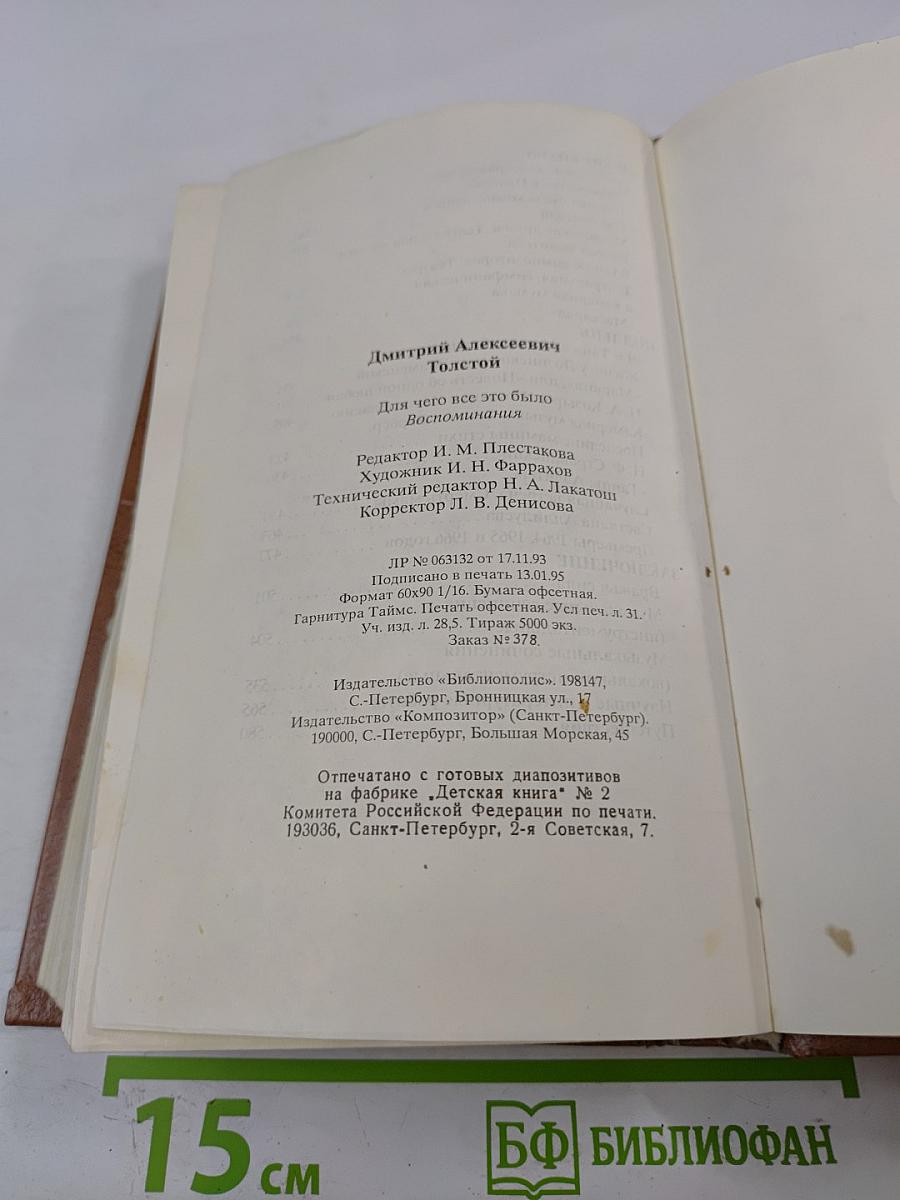 Дмитрий Алексеевич
Толстой
Для чего все это было
Воспоминания
Редактор И. М. Плестакова
Художник И. Н. Фаррахов
Технический редактор Н. А. Лакатош
Корректор Л. В. Денисова
ЛР № 063132 от 17.11.93
Подписано в печать 13.01.95
Формат 60х90 1/16. Бумага офсетная.
Гарнитура Таймс. Печать офсетная. Усл печ. л. 31.
Уч. изд. л. 28,5. Тираж 5000 экз.
Заказ № 378.
Издательство «Библиополис». 198147,
С.-Петербург, Бронницкая ул., 17
Издательство «Композитор» (Санкт-Петербург).
190000, С.-Петербург, Большая Морская, 45
Отпечатано с готовых диапозитивов
на фабрике „Детская книга" № 2
Комитета Российской Федерации по печати.
193036, Санкт-Петербург, 2-я Советская, 7.
15 см
БФ БИБЛИОФАН